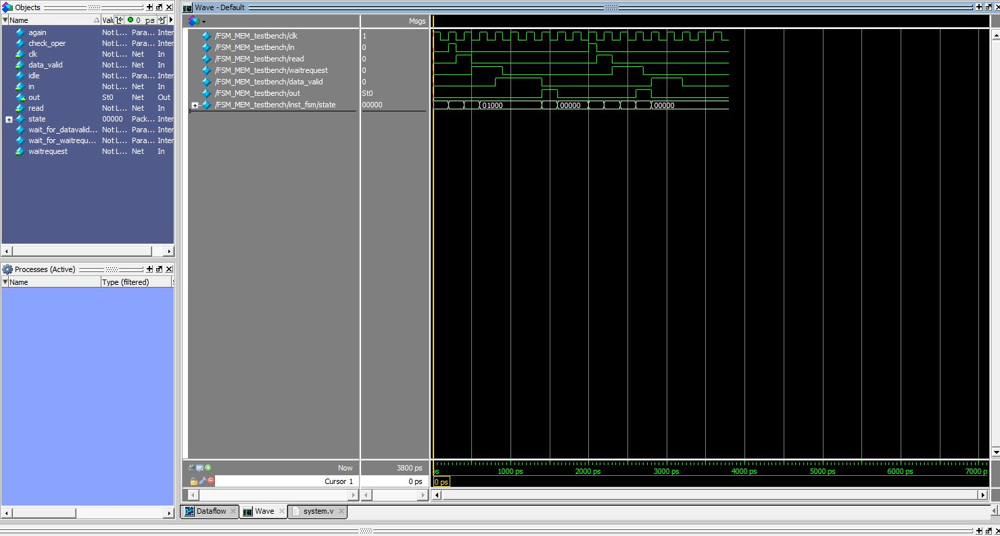 Objects
Name Valu 0 ps
again Not L... Para... Inter
check_oper Not L... Para... Inter
clk Not L... Net In
data_valid Not L... Net In
idle Not L... Para... Inter
in Not L... Net In
out St0 Net Out
read Not L... Net In
state 00000 Pack... Inter
wait_for_datavalid... Not L... Para... Inter
wait_for_waitrequ... Not L... Para... Inter
waitrequest Not L... Net In
Processes (Active)
Name Type (filtered)
Wave - Default
Msgs
/FSM_MEM_testbench/clk 1
/FSM_MEM_testbench/in 0
/FSM_MEM_testbench/read 0
/FSM_MEM_testbench/waitrequest 0
/FSM_MEM_testbench/data_valid 0
/FSM_MEM_testbench/out St0
/FSM_MEM_testbench/inst_fsm/state 00000 01000 00000 00000
Now 3800 ps ps 1000 ps 2000 ps 3000 ps 4000 ps 5000 ps 6000 ps 7000 p
Cursor 1 0 ps 0 ps
Dataflow Wave system.v